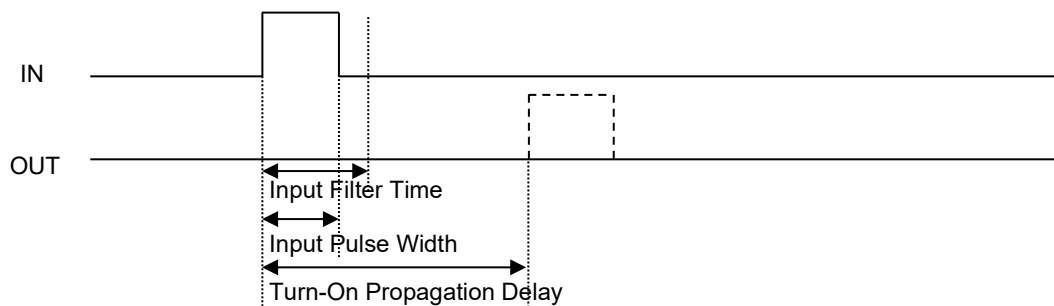 IN
OUT
Input Filter Time
Input Pulse Width
Turn-On Propagation Delay